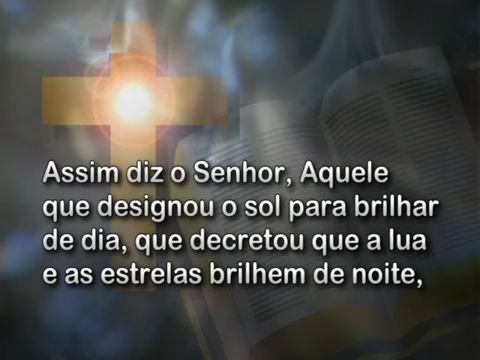 Assim diz o Senhor, Aquele
que designou o sol para brilhar
de dia, que decretou que a lua
e as estrelas brilhem de noite,